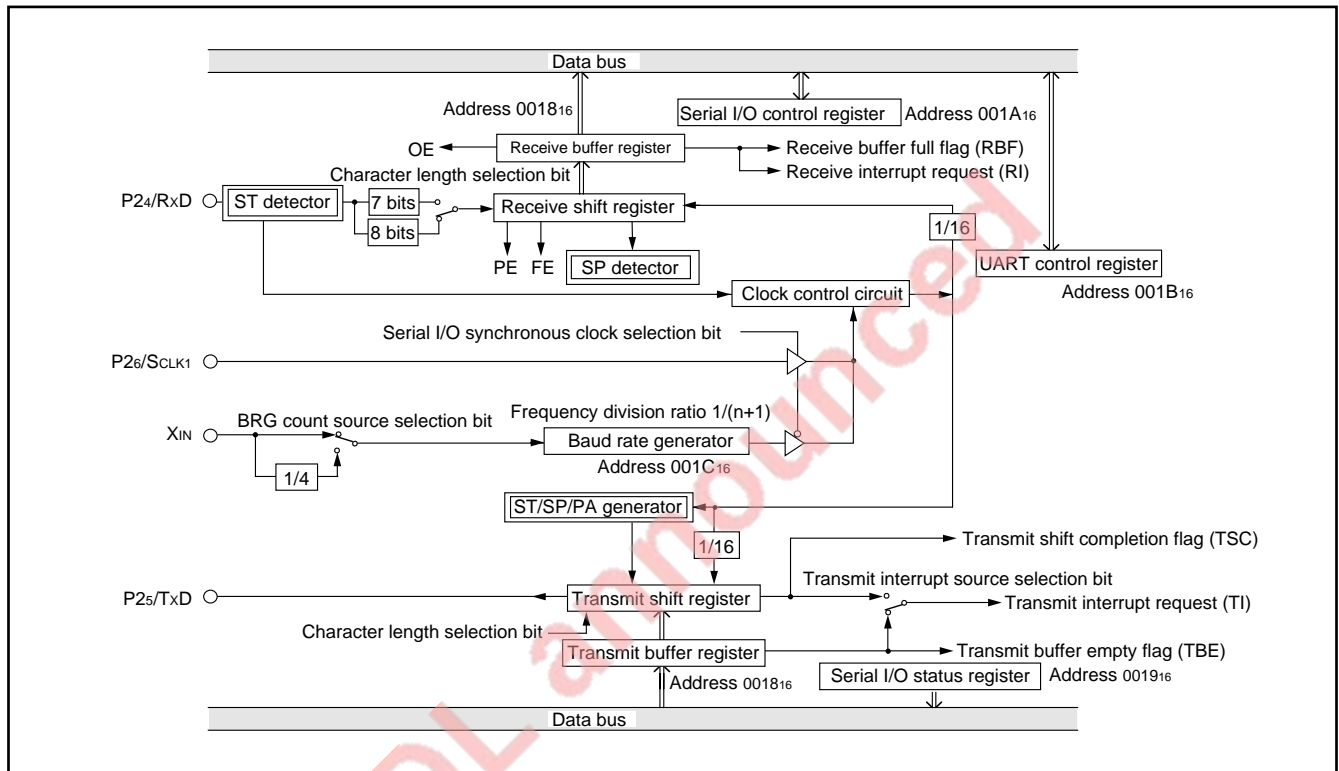 Data bus
Address 001816
Serial I/O control register
Address 001A16
OE
Receive buffer register
Receive buffer full flag (RBF)
Receive interrupt request (RI)
Character length selection bit
P24/RXD
ST detector
7 bits
8 bits
Receive shift register
1/16
PE
FE
SP detector
UART control register
Address 001B16
Clock control circuit
Serial I/O synchronous clock selection bit
P26/SCLK1
BRG count source selection bit
Frequency division ratio 1/(n+1)
XIN
Baud rate generator
Address 001C16
1/4
ST/SP/PA generator
1/16
Transmit shift completion flag (TSC)
Transmit interrupt source selection bit
P25/TXD
Transmit shift register
Transmit interrupt request (TI)
Character length selection bit
Transmit buffer register
Transmit buffer empty flag (TBE)
Address 001816
Serial I/O status register
Address 001916
Data bus
EOL announced